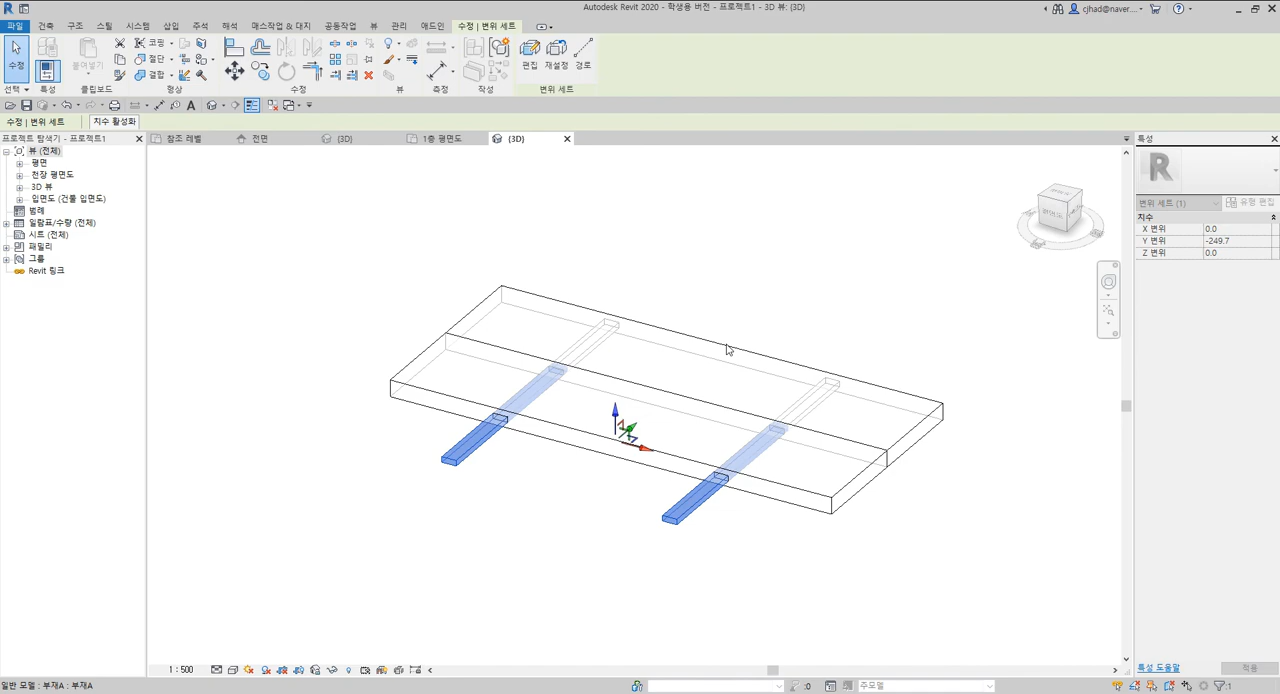 Autodesk Revit 2020 - 학생용 버전 - 프로젝트1 - 3D 뷰: {3D}
cjhad@naver....
파일 건축 구조 스틸 시스템 삽입 주석 해석 매스작업 & 대지 공동작업 뷰 관리 애드인 수정 | 변위 세트
수정 붙여넣기 코핑 절단 결합 편집 재설정 경로
선택 특성 클립보드 형상 수정 뷰 측정 작성 변위 세트
수정 | 변위 세트 지수 활성화
프로젝트 탐색기 - 프로젝트1
참조 레벨 전면 {3D} 1층 평면도 {3D}
특성
뷰 (전체)
평면
천장 평면도
3D 뷰
입면도 (건물 입면도)
범례
일람표/수량 (전체)
시트 (전체)
패밀리
그룹
Revit 링크
변위 세트 (1) 유형 편집
지수
X 변위 0.0
Y 변위 -249.7
Z 변위 0.0
특성 도움말 적용
1 : 500
일반 모델 : 부재A : 부재A
:0 주모델 :1